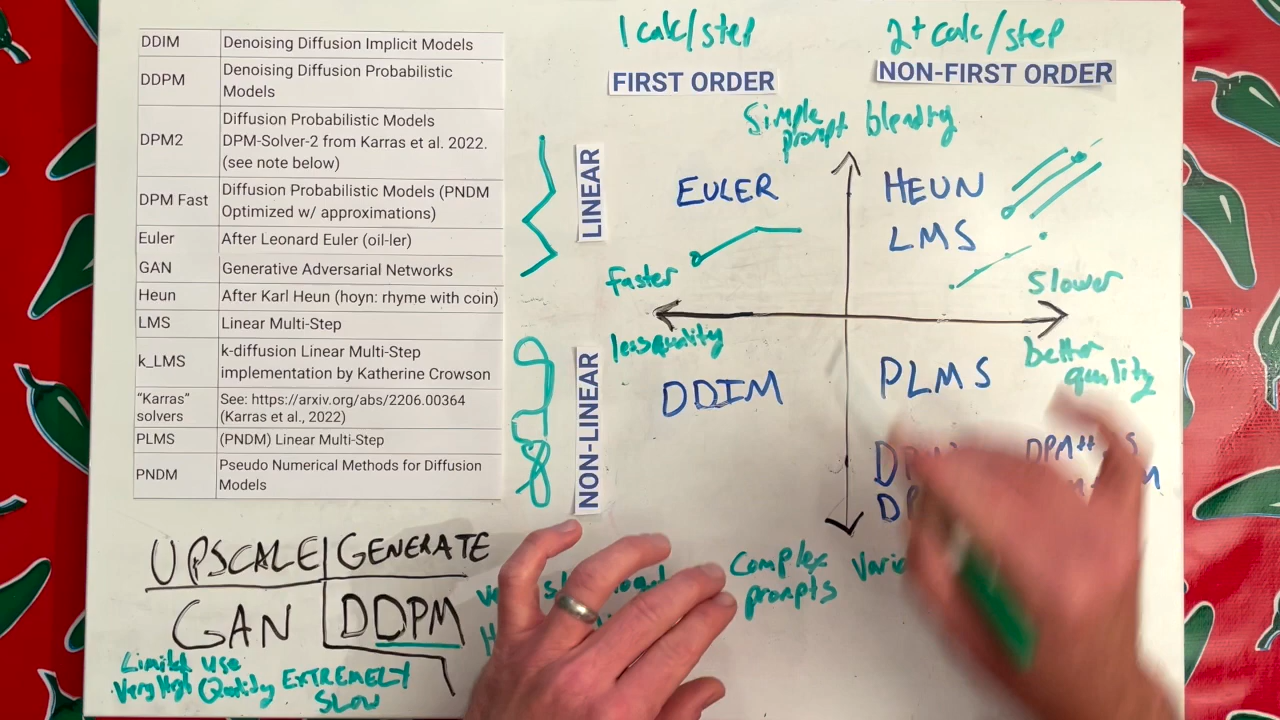 DDIM Denoising Diffusion Implicit Models
DDPM Denoising Diffusion Probabilistic
Models
DPM2 Diffusion Probabilistic Models
DPM-Solver-2 from Karras et al. 2022.
(see note below)
DPM Fast Diffusion Probabilistic Models (PNDM
Optimized w/ approximations)
Euler After Leonard Euler (oil-ler)
GAN Generative Adversarial Networks
Heun After Karl Heun (hoyn: rhyme with coin)
LMS Linear Multi-Step
k_LMS k-diffusion Linear Multi-Step
implementation by Katherine Crowson
“Karras” solvers See: https://arxiv.org/abs/2206.00364
(Karras et al., 2022)
PLMS (PNDM) Linear Multi-Step
PNDM Pseudo Numerical Methods for Diffusion
Models
UPSCALE GENERATE
GAN DDPM
Limited Use
Very High Quality EXTREMELY
SLOW
1 calc/step
FIRST ORDER
2+ calc/step
NON-FIRST ORDER
Simple
prompt blending
LINEAR
EULER
HEUN
LMS
faster
slower
less quality
better
quality
NON-LINEAR
DDIM
PLMS
DPM++
Complex
prompts